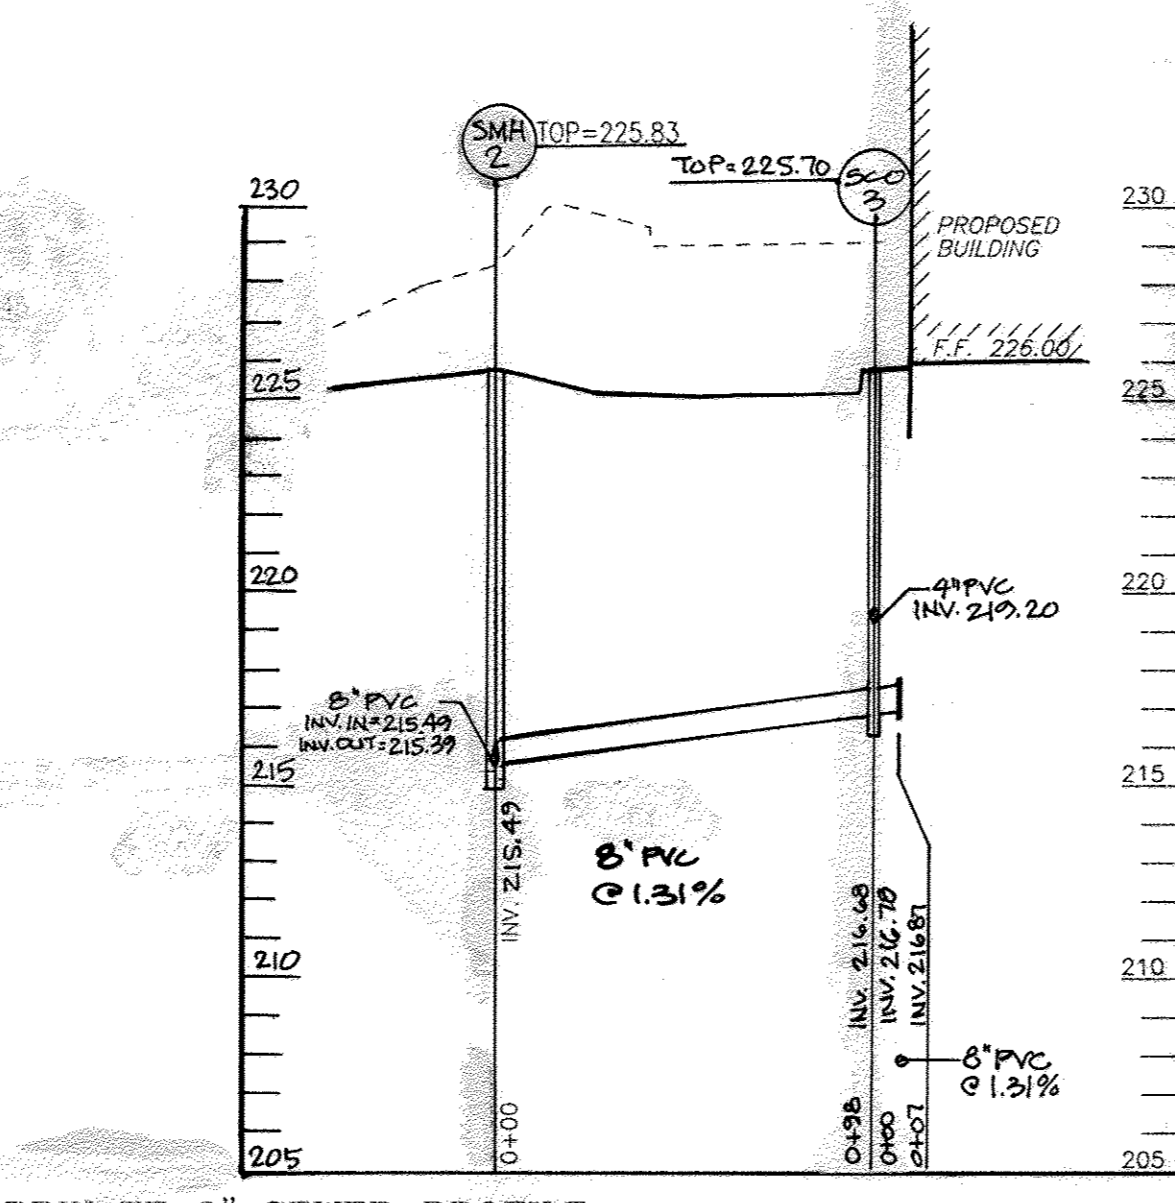 SMH
2
TOP=225.83
TOP=225.70
SCO
3
230
230
PROPOSED
BUILDING
F.F. 226.00
225
225
220
220
4"PVC
INV. 219.20
8"PVC
INV. IN=215.49
INV. OUT=215.39
215
215
INV. 215.49
8" PVC
@ 1.31%
INV. 216.68
INV. 216.78
INV. 216.87
210
210
8"PVC
@ 1.31%
0+00
0+98
0+00
0+07
205
205